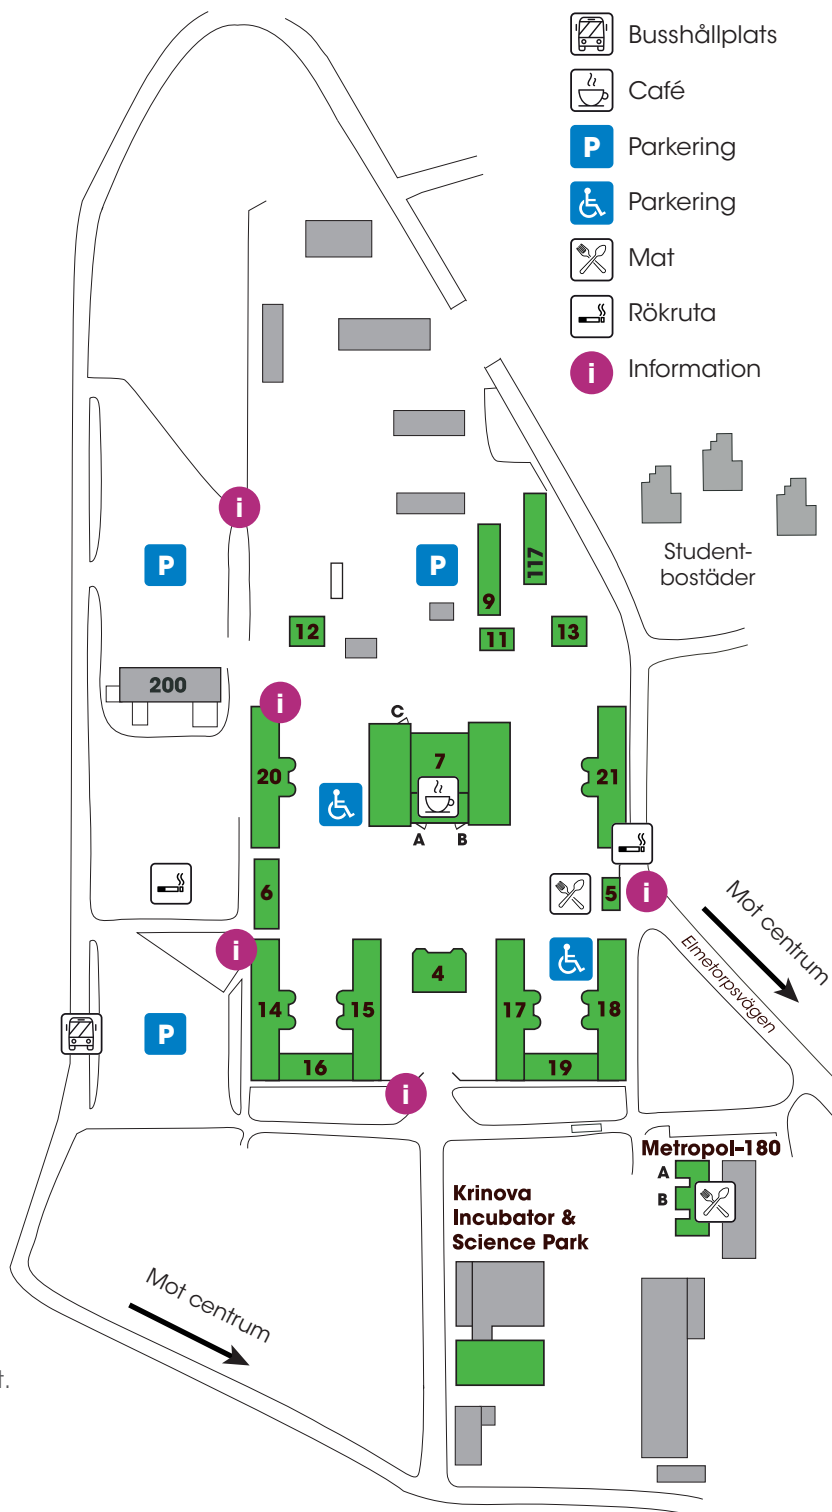 Busshållplats
Café
P Parkering
Parkering
Mat
Rökruta
i Information
Student-
bostäder
i
P
P
117
9
12
11
13
200
i
C
7
20
21
A
B
6
5
i
Mot centrum
Elmetorpsvägen
i
4
14
15
17
18
P
16
19
i
Metropol-180
A
B
Krinova
Incubator &
Science Park
Mot centrum
t.